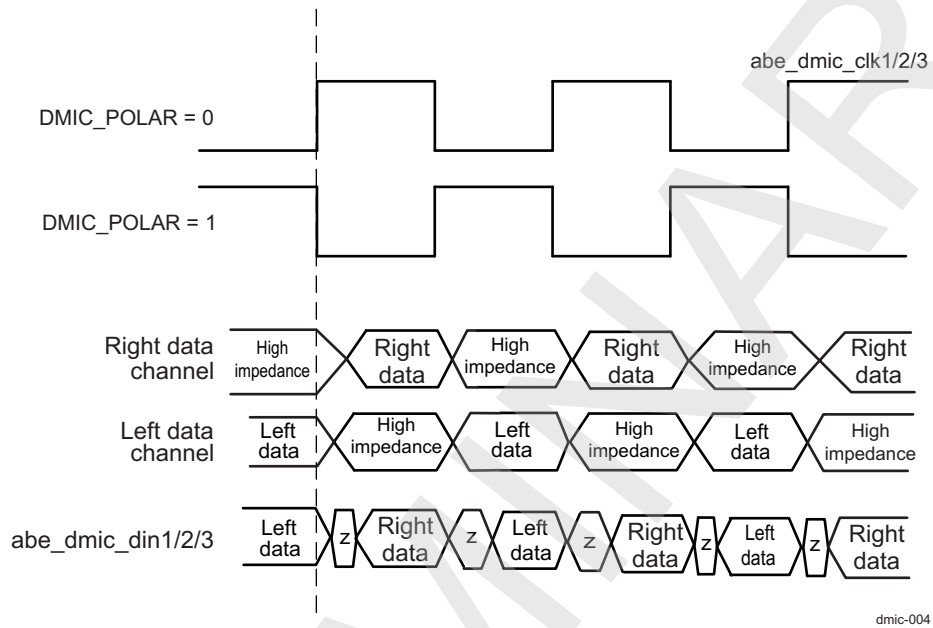 abe_dmic_clk1/2/3
DMIC_POLAR = 0
DMIC_POLAR = 1
Right data
channel
High
impedance
Right
data
High
impedance
Right
data
High
impedance
Right
data
Left data
channel
Left
data
High
impedance
Left
data
High
impedance
Left
data
High
impedance
abe_dmic_din1/2/3
Left
data
z
Right
data
z
Left
data
z
Right
data
z
Left
data
z
Right
data
dmic-004
MINAR